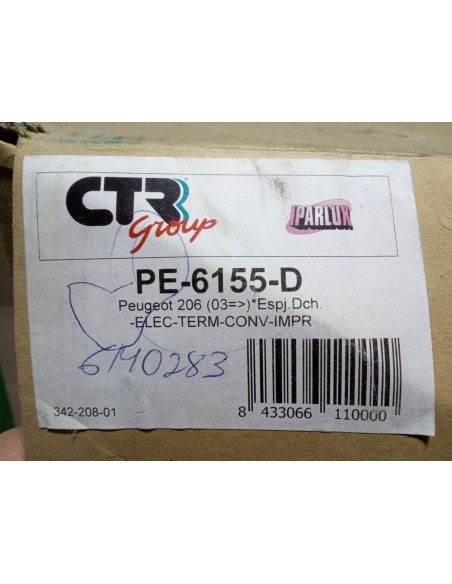 CTR
Group
IPARLUX
PE-6155-D
Peugeot 206 (03=>)*Espj.Dch.
-ELEC-TERM-CONV-IMPR
6140283
342-208-01
8 433066 110000